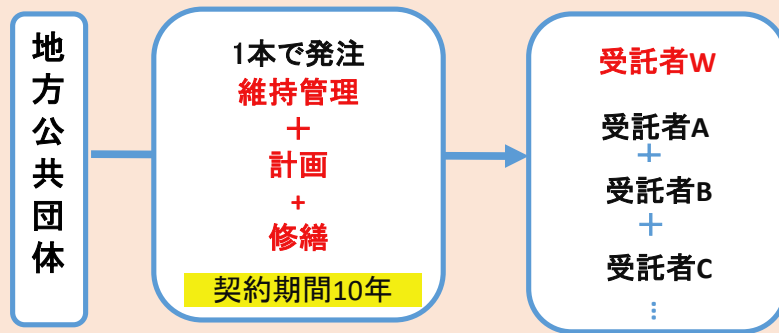 地方公共団体
1本で発注
維持管理
＋
計画
+
修繕
契約期間10年
受託者W
受託者A
＋
受託者B
＋
受託者C
⋮